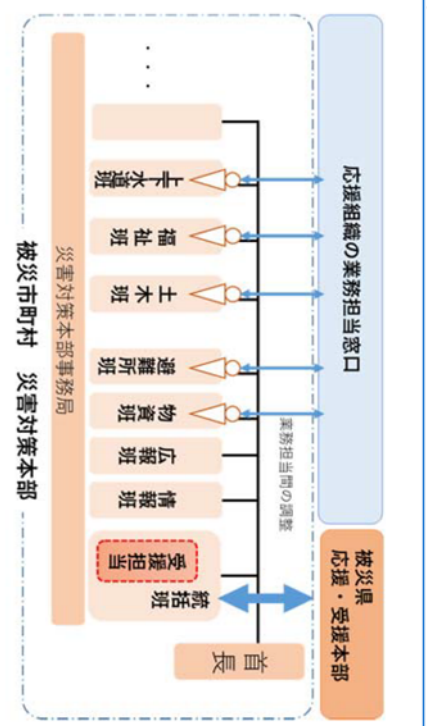 被災県
応援・受援本部
応援組織の業務担当窓口
業務担当間の調整
首長
統括班
受援担当
情報班
広報班
物資班
避難所班
土木班
福祉班
上下水道班
・・・
災害対策本部事務局
被災市町村 災害対策本部